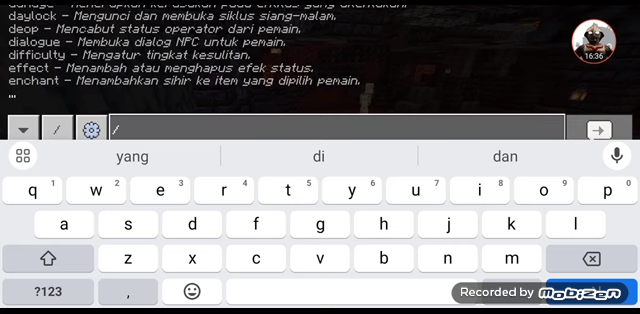 daylock – Mengunci dan membuka siklus siang-malam.
deop – Mencabut status operator dari pemain.
dialogue – Membuka dialog NPC untuk pemain.
difficulty – Mengatur tingkat kesulitan.
effect – Menambah atau menghapus efek status.
enchant – Menambahkan sihir ke item yang dipilih pemain.
...
16:36
/ /
yang di dan
q 1 w 2 e 3 r 4 t 5 y 6 u 7 i 8 o 9 p 0
a s d f g h j k l
z x c v b n m
?123 , Recorded by mobizen